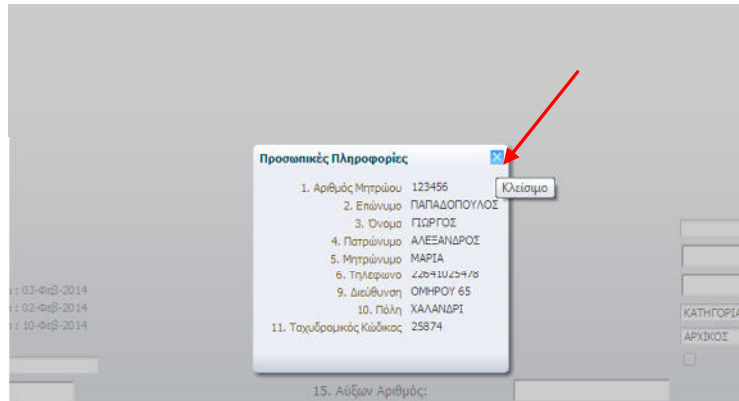 Προσωπικές Πληροφορίες
Κλείσιμο
1. Αριθμός Μητρώου 123456
2. Επώνυμο ΠΑΠΑΔΟΠΟΥΛΟΣ
3. Όνομα ΓΙΩΡΓΟΣ
4. Πατρώνυμο ΑΛΕΞΑΝΔΡΟΣ
5. Μητρώνυμο ΜΑΡΙΑ
6. Τηλέφωνο 22641025478
9. Διεύθυνση ΟΜΗΡΟΥ 65
10. Πόλη ΧΑΛΑΝΔΡΙ
11. Ταχυδρομικός Κώδικας 25874
: 03-Φεβ-2014
: 02-Φεβ-2014
: 10-Φεβ-2014
ΚΑΤΗΓΟΡΙΑ
ΑΡΧΙΚΟΣ
15. Αύξων Αριθμός: